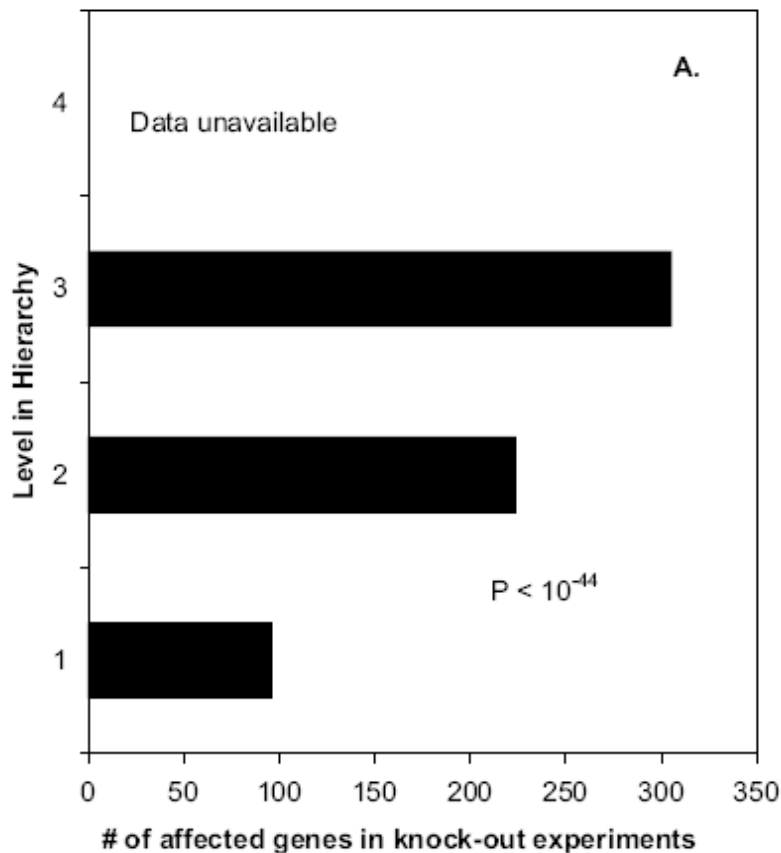 A.
4
Data unavailable
3
Level in Hierarchy
2
P < 10^-44
1
0 50 100 150 200 250 300 350
# of affected genes in knock-out experiments